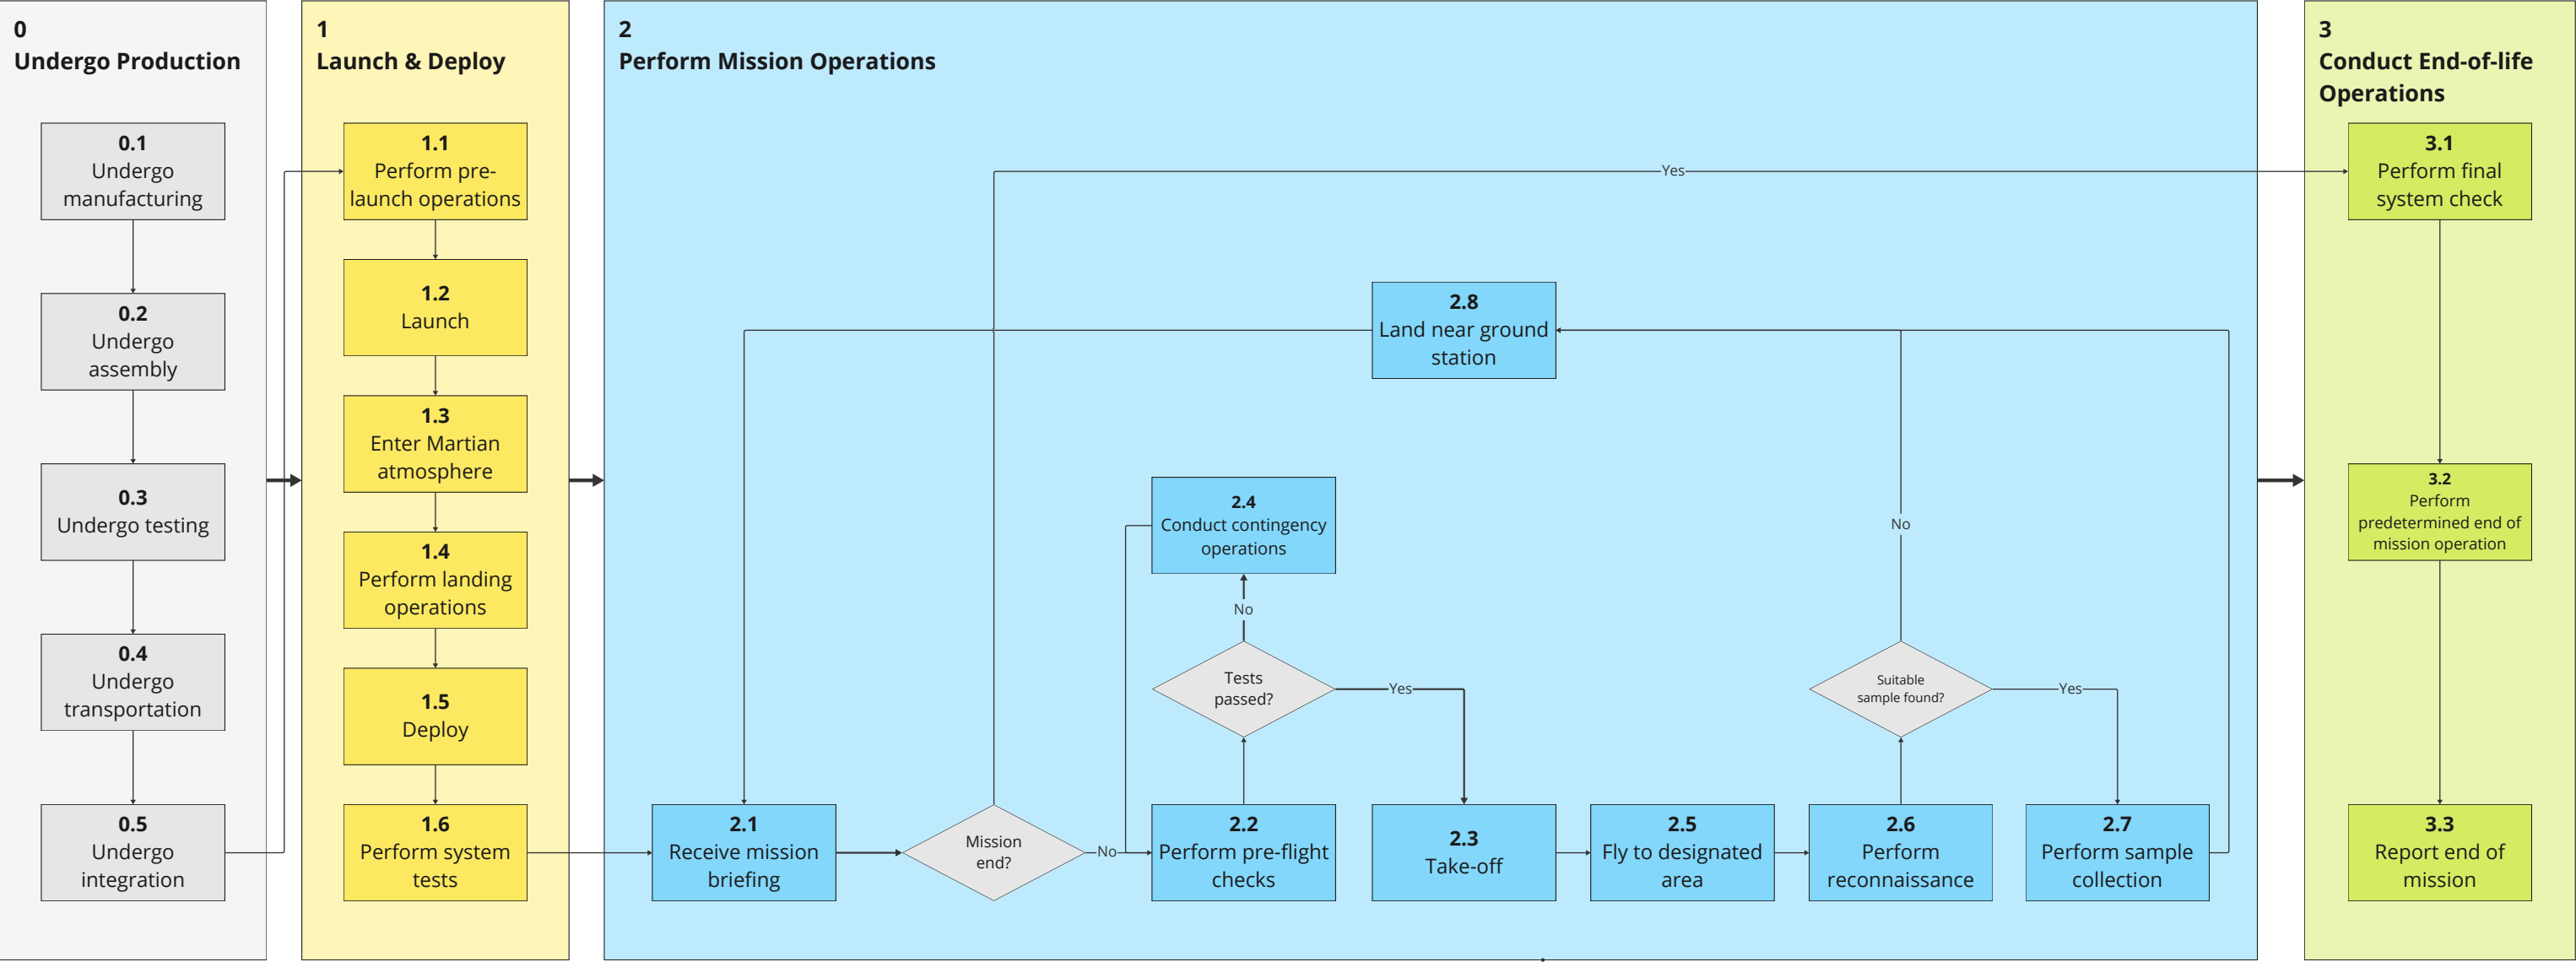 0
Undergo Production
0.1
Undergo
manufacturing
0.2
Undergo
assembly
0.3
Undergo testing
0.4
Undergo
transportation
0.5
Undergo
integration
1
Launch & Deploy
1.1
Perform pre-
launch operations
1.2
Launch
1.3
Enter Martian
atmosphere
1.4
Perform landing
operations
1.5
Deploy
1.6
Perform system
tests
2
Perform Mission Operations
Yes
2.8
Land near ground
station
2.4
Conduct contingency
operations
No
No
Tests
passed?
Yes
Suitable
sample found?
Yes
2.1
Receive mission
briefing
Mission
end?
No
2.2
Perform pre-flight
checks
2.3
Take-off
2.5
Fly to designated
area
2.6
Perform
reconnaissance
2.7
Perform sample
collection
3
Conduct End-of-life
Operations
3.1
Perform final
system check
3.2
Perform
predetermined end of
mission operation
3.3
Report end of
mission